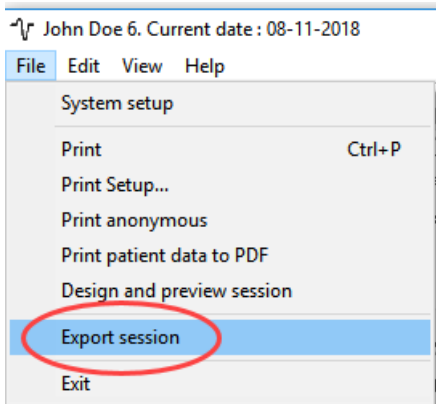 John Doe 6. Current date : 08-11-2018
File Edit View Help
System setup
Print Ctrl+P
Print Setup...
Print anonymous
Print patient data to PDF
Design and preview session
Export session
Exit